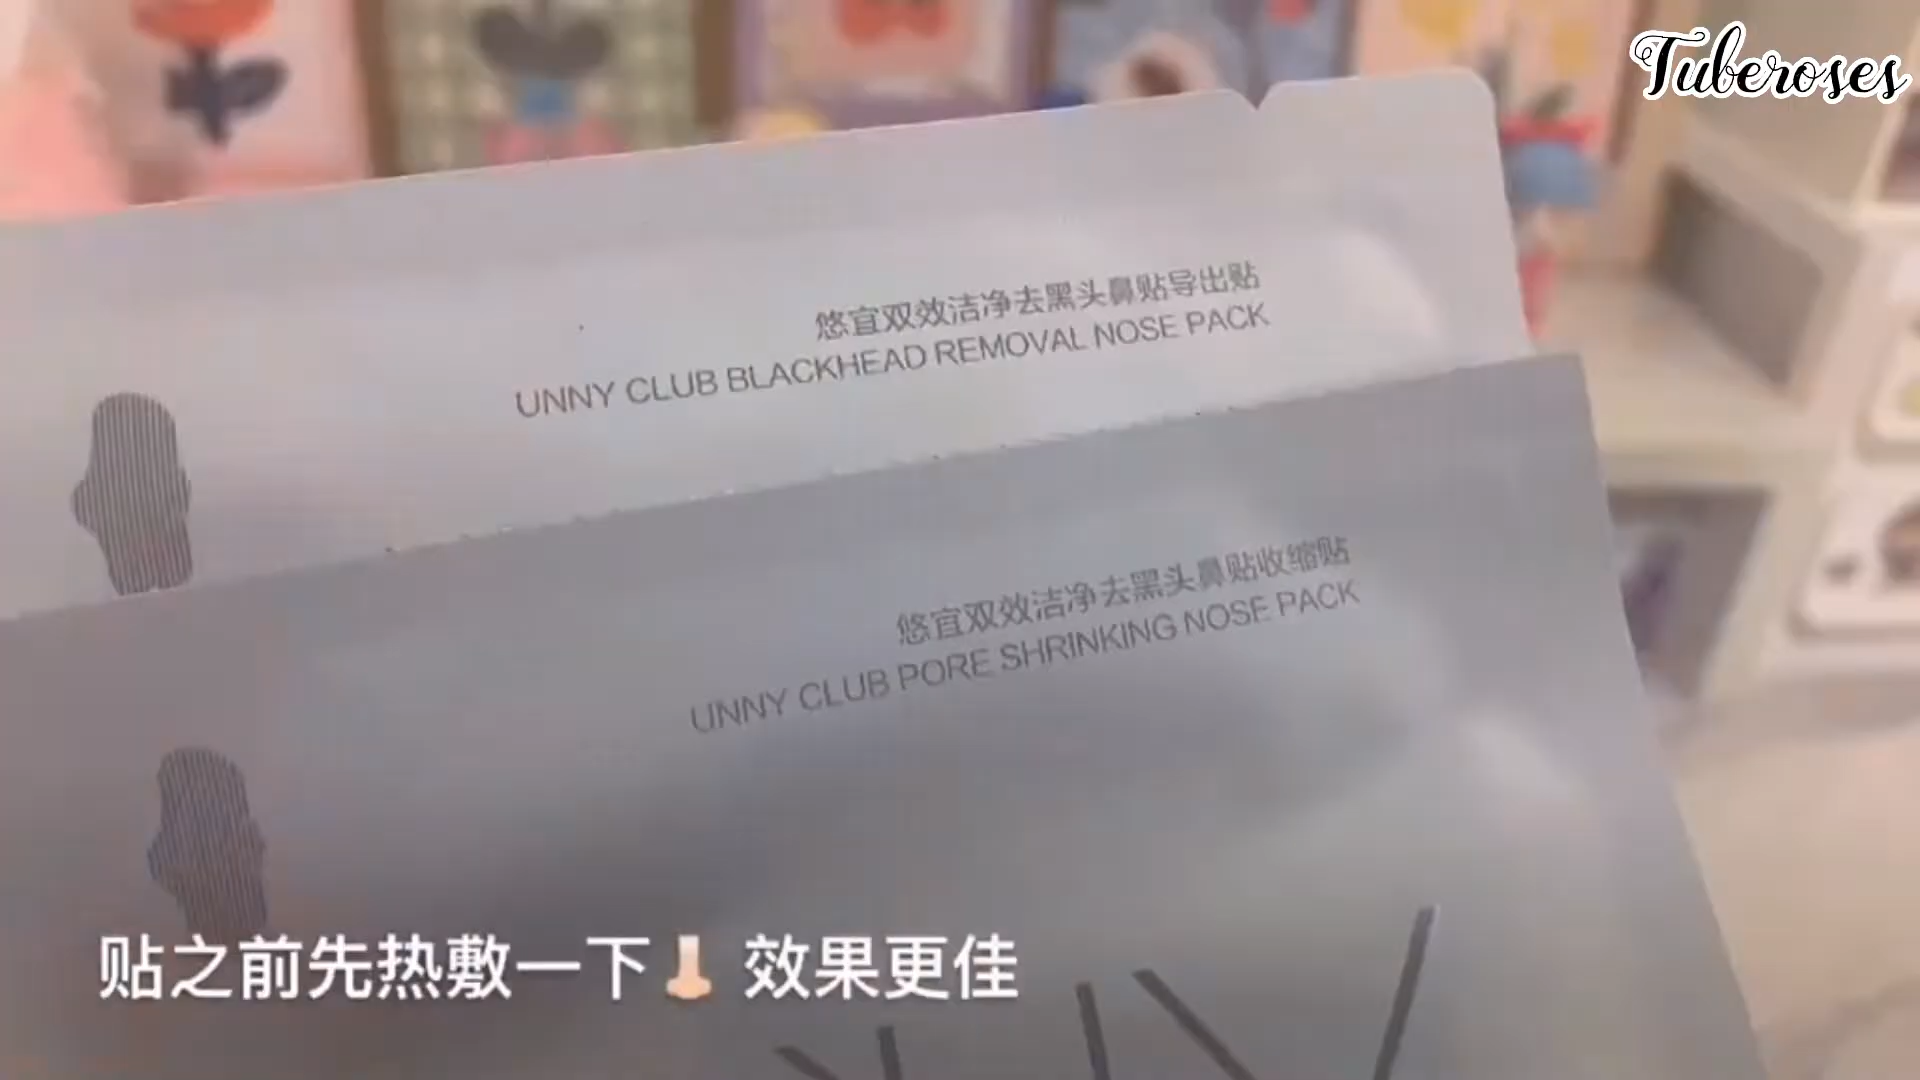 Tuberoses
悠宜双效洁净去黑头鼻贴导出贴
UNNY CLUB BLACKHEAD REMOVAL NOSE PACK
悠宜双效洁净去黑头鼻贴收缩贴
UNNY CLUB PORE SHRINKING NOSE PACK
贴之前先热敷一下👃🏻 效果更佳